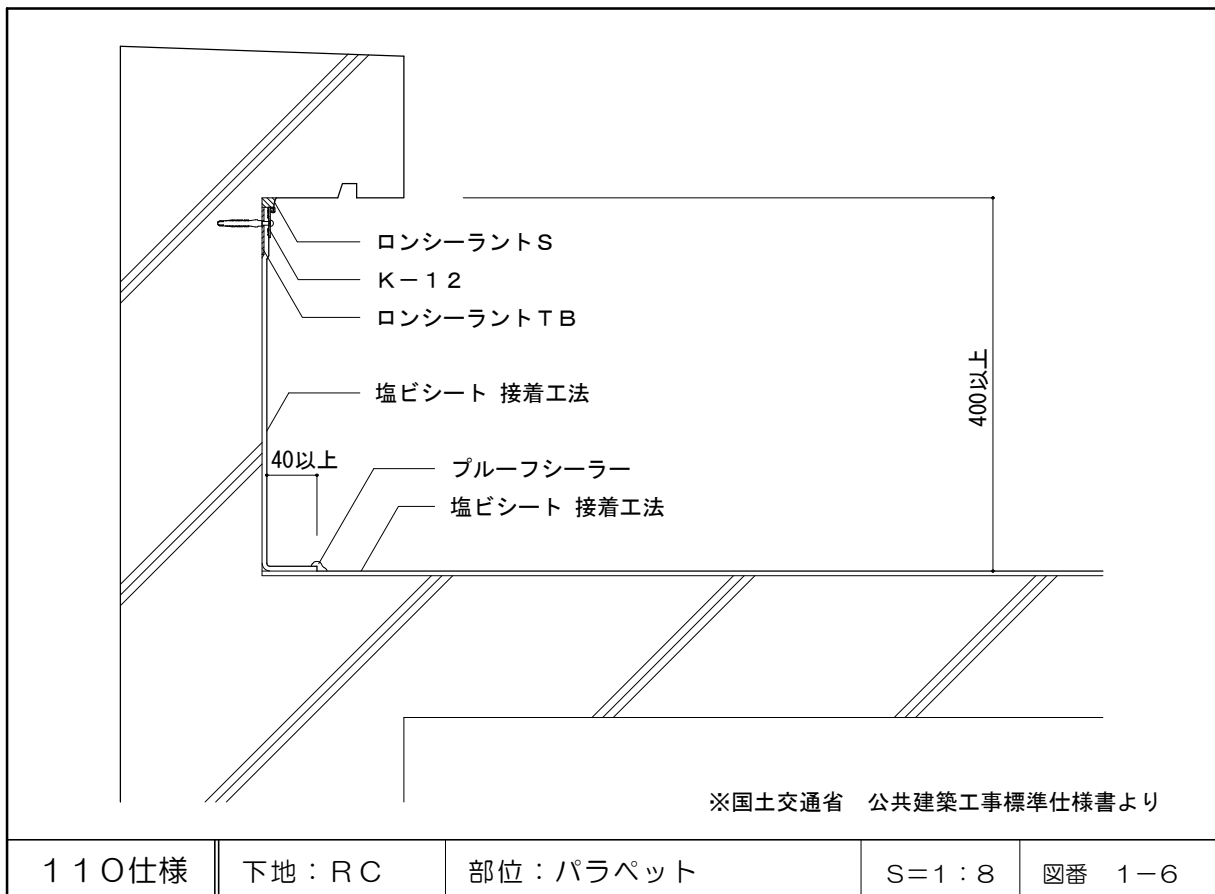 ロンシーラントS
K－12
ロンシーラントTB
400以上
塩ビシート 接着工法
40以上
プルーフシーラー
塩ビシート 接着工法
※国土交通省　公共建築工事標準仕様書より
110仕様
下地：RC
部位：パラペット
S＝1：8
図番　1－6